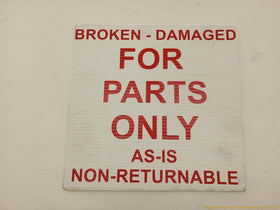 BROKEN - DAMAGED
FOR
PARTS
ONLY
AS-IS
NON-RETURNABLE